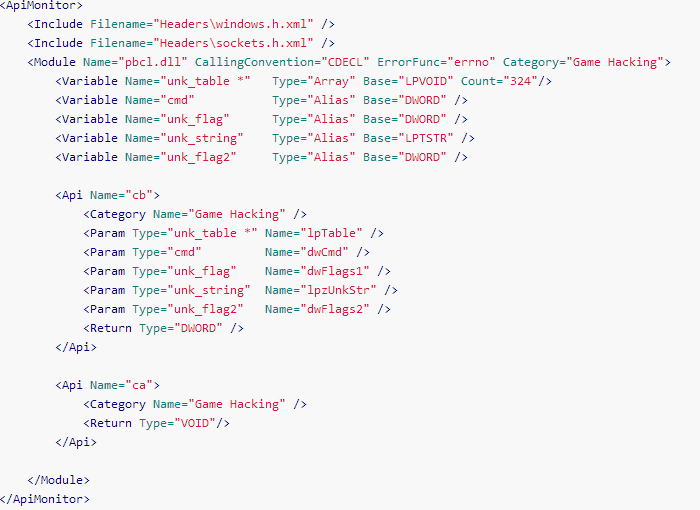 <ApiMonitor>
<Include Filename="Headers\windows.h.xml" />
<Include Filename="Headers\sockets.h.xml" />
<Module Name="pbcl.dll" CallingConvention="CDECL" ErrorFunc="errno" Category="Game Hacking">
<Variable Name="unk_table *" Type="Array" Base="LPVOID" Count="324"/>
<Variable Name="cmd" Type="Alias" Base="DWORD" />
<Variable Name="unk_flag" Type="Alias" Base="DWORD" />
<Variable Name="unk_string" Type="Alias" Base="LPTSTR" />
<Variable Name="unk_flag2" Type="Alias" Base="DWORD" />
<Api Name="cb">
<Category Name="Game Hacking" />
<Param Type="unk_table *" Name="lpTable" />
<Param Type="cmd" Name="dwCmd" />
<Param Type="unk_flag" Name="dwFlags1" />
<Param Type="unk_string" Name="lpzUnkStr" />
<Param Type="unk_flag2" Name="dwFlags2" />
<Return Type="DWORD" />
</Api>
<Api Name="ca">
<Category Name="Game Hacking" />
<Return Type="VOID"/>
</Api>
</Module>
</ApiMonitor>